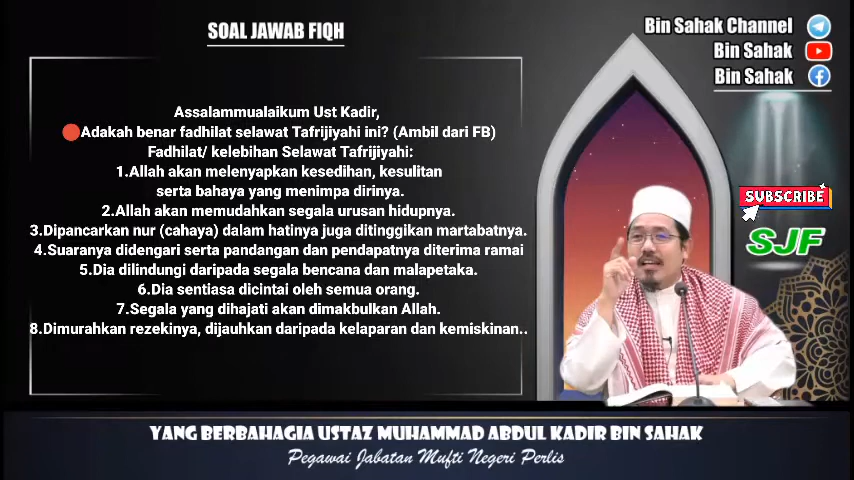 SOAL JAWAB FIQH
Bin Sahak Channel
Bin Sahak
Bin Sahak
Assalammualaikum Ust Kadir,
Adakah benar fadhilat selawat Tafrijiyahi ini? (Ambil dari FB)
Fadhilat/ kelebihan Selawat Tafrijiyahi:
1.Allah akan melenyapkan kesedihan, kesulitan
serta bahaya yang menimpa dirinya.
2.Allah akan memudahkan segala urusan hidupnya.
3.Dipancarkan nur (cahaya) dalam hatinya juga ditinggikan martabatnya.
4.Suaranya didengari serta pandangan dan pendapatnya diterima ramai
5.Dia dilindungi daripada segala bencana dan malapetaka.
6.Dia sentiasa dicintai oleh semua orang.
7.Segala yang dihajati akan dimakbulkan Allah.
8.Dimurahkan rezekinya, dijauhkan daripada kelaparan dan kemiskinan..
SUBSCRIBE
SJF
YANG BERBAHAGIA USTAZ MUHAMMAD ABDUL KADIR BIN SAHAK
Pegawai Jabatan Mufti Negeri Perlis